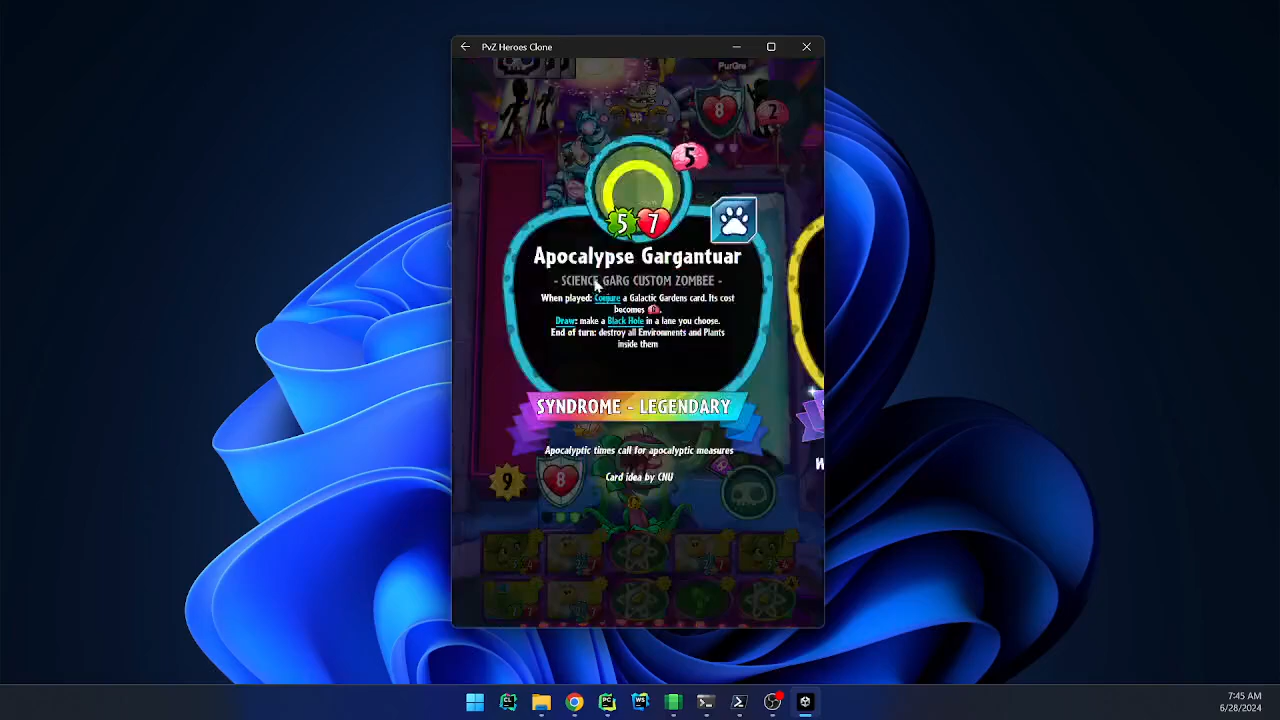 PvZ Heroes Clone
PurGre
8
2
5
5 7
Apocalypse Gargantuar
- SCIENCE GARG CUSTOM ZOMBEE -
When played: Conjure a Galactic Gardens card. Its cost
becomes
Draw: make a Black Hole in a lane you choose.
End of turn: destroy all Environments and Plants
inside them
SYNDROME - LEGENDARY
Apocalyptic times call for apocalyptic measures
Card idea by CNU
W
9
8
7:45 AM
6/28/2024